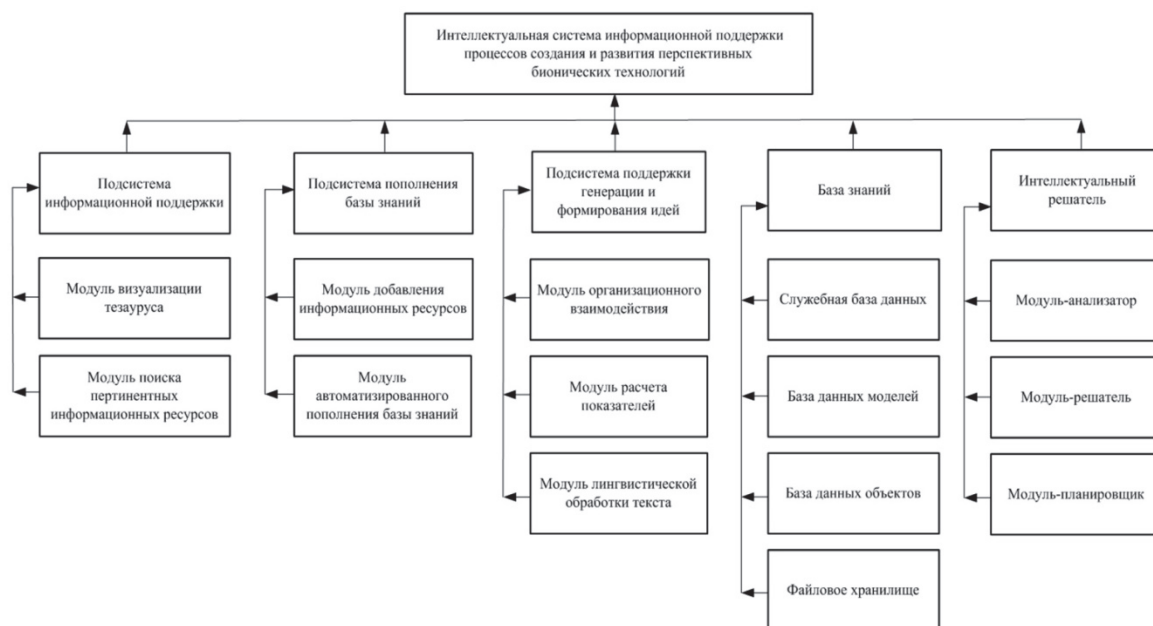 Интеллектуальная система информационной поддержки
процессов создания и развития перспективных
бионических технологий
Подсистема
информационной поддержки
Подсистема пополнения
базы знаний
Подсистема поддержки
генерации и
формирования идей
База знаний
Интеллектуальный
решатель
Модуль визуализации
тезауруса
Модуль добавления
информационных ресурсов
Модуль организационного
взаимодействия
Служебная база данных
Модуль-анализатор
Модуль поиска
пертинентных
информационных ресурсов
Модуль
автоматизированного
пополнения базы знаний
Модуль расчета
показателей
База данных моделей
Модуль-решатель
Модуль лингвистической
обработки текста
База данных объектов
Модуль-планировщик
Файловое хранилище